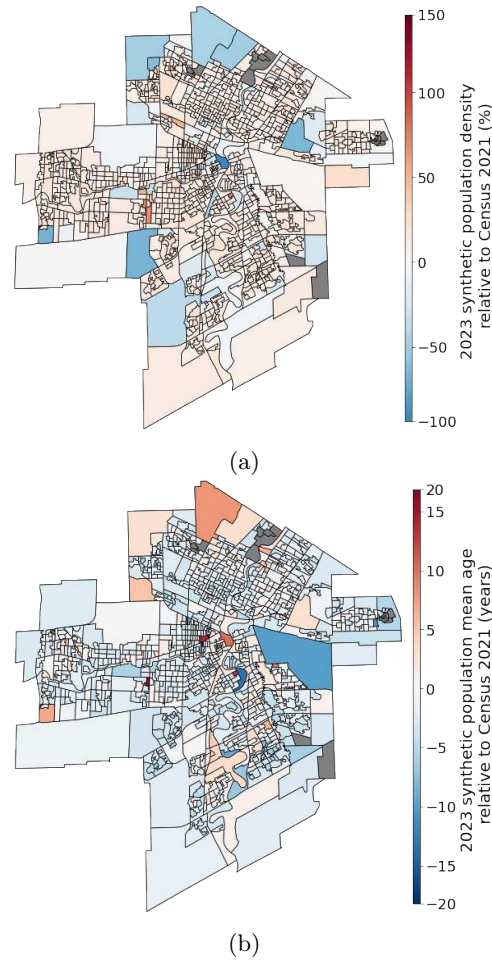 150
100
50
0
−50
−100
2023 synthetic population density
relative to Census 2021 (%)
(a)
20
15
10
5
0
−5
−10
−15
−20
2023 synthetic population mean age
relative to Census 2021 (years)
(b)